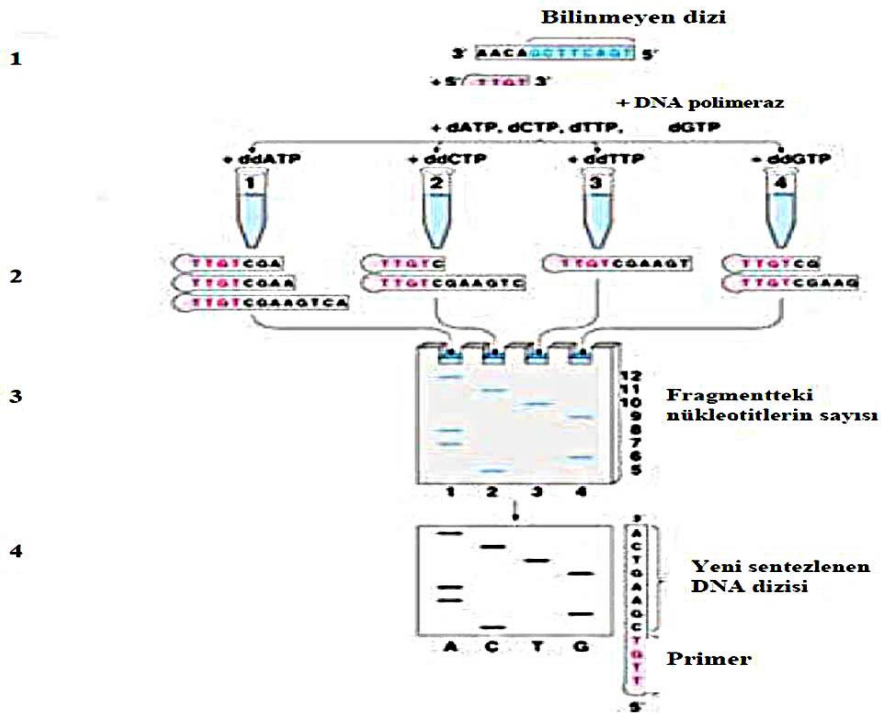 Bilinmeyen dizi
1
3' AACAGCTTCAGT 5'
+5' TTGT 3'
+ DNA polimeraz
+ dATP, dCTP, dTTP, dGTP
+ ddATP + ddCTP + ddTTP + ddGTP
1 2 3 4
2
TTGTCGA TTGTC TTGTCGAAGT TTGTCG
TTGTCGAA TTGTCGAAGTC TTGTCGAAG
TTGTCGAAGTCA
3
12
11
10
9
8
7
6
5
Fragmentteki
nükleotitlerin sayısı
1 2 3 4
4
3'
A
C
T
G
A
A
G
C
T
G
T
T
5'
Yeni sentezlenen
DNA dizisi
Primer
A C T G